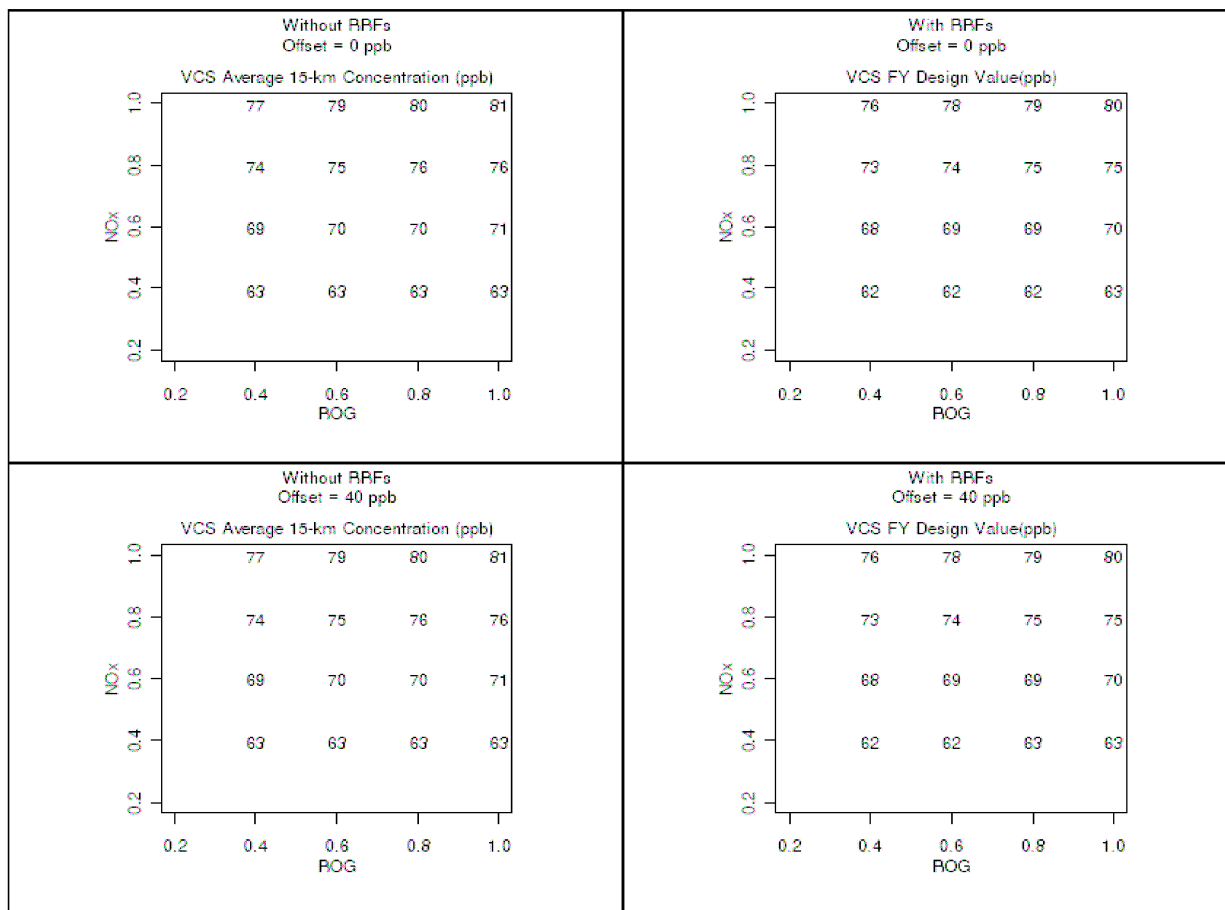 Without RRFs
Offset = 0 ppb
VCS Average 15-km Concentration (ppb)
1.0 77 79 80 81
0.8 74 75 76 76
NOx
0.6 69 70 70 71
0.4 63 63 63 63
0.2
0.2 0.4 0.6 0.8 1.0
ROG
With RRFs
Offset = 0 ppb
VCS FY Design Value(ppb)
1.0 76 78 79 80
0.8 73 74 75 75
NOx
0.6 68 69 69 70
0.4 62 62 62 63
0.2
0.2 0.4 0.6 0.8 1.0
ROG
Without RRFs
Offset = 40 ppb
VCS Average 15-km Concentration (ppb)
1.0 77 79 80 81
0.8 74 75 76 76
NOx
0.6 69 70 70 71
0.4 63 63 63 63
0.2
0.2 0.4 0.6 0.8 1.0
ROG
With RRFs
Offset = 40 ppb
VCS FY Design Value(ppb)
1.0 76 78 79 80
0.8 73 74 75 75
NOx
0.6 68 69 69 70
0.4 62 62 63 63
0.2
0.2 0.4 0.6 0.8 1.0
ROG